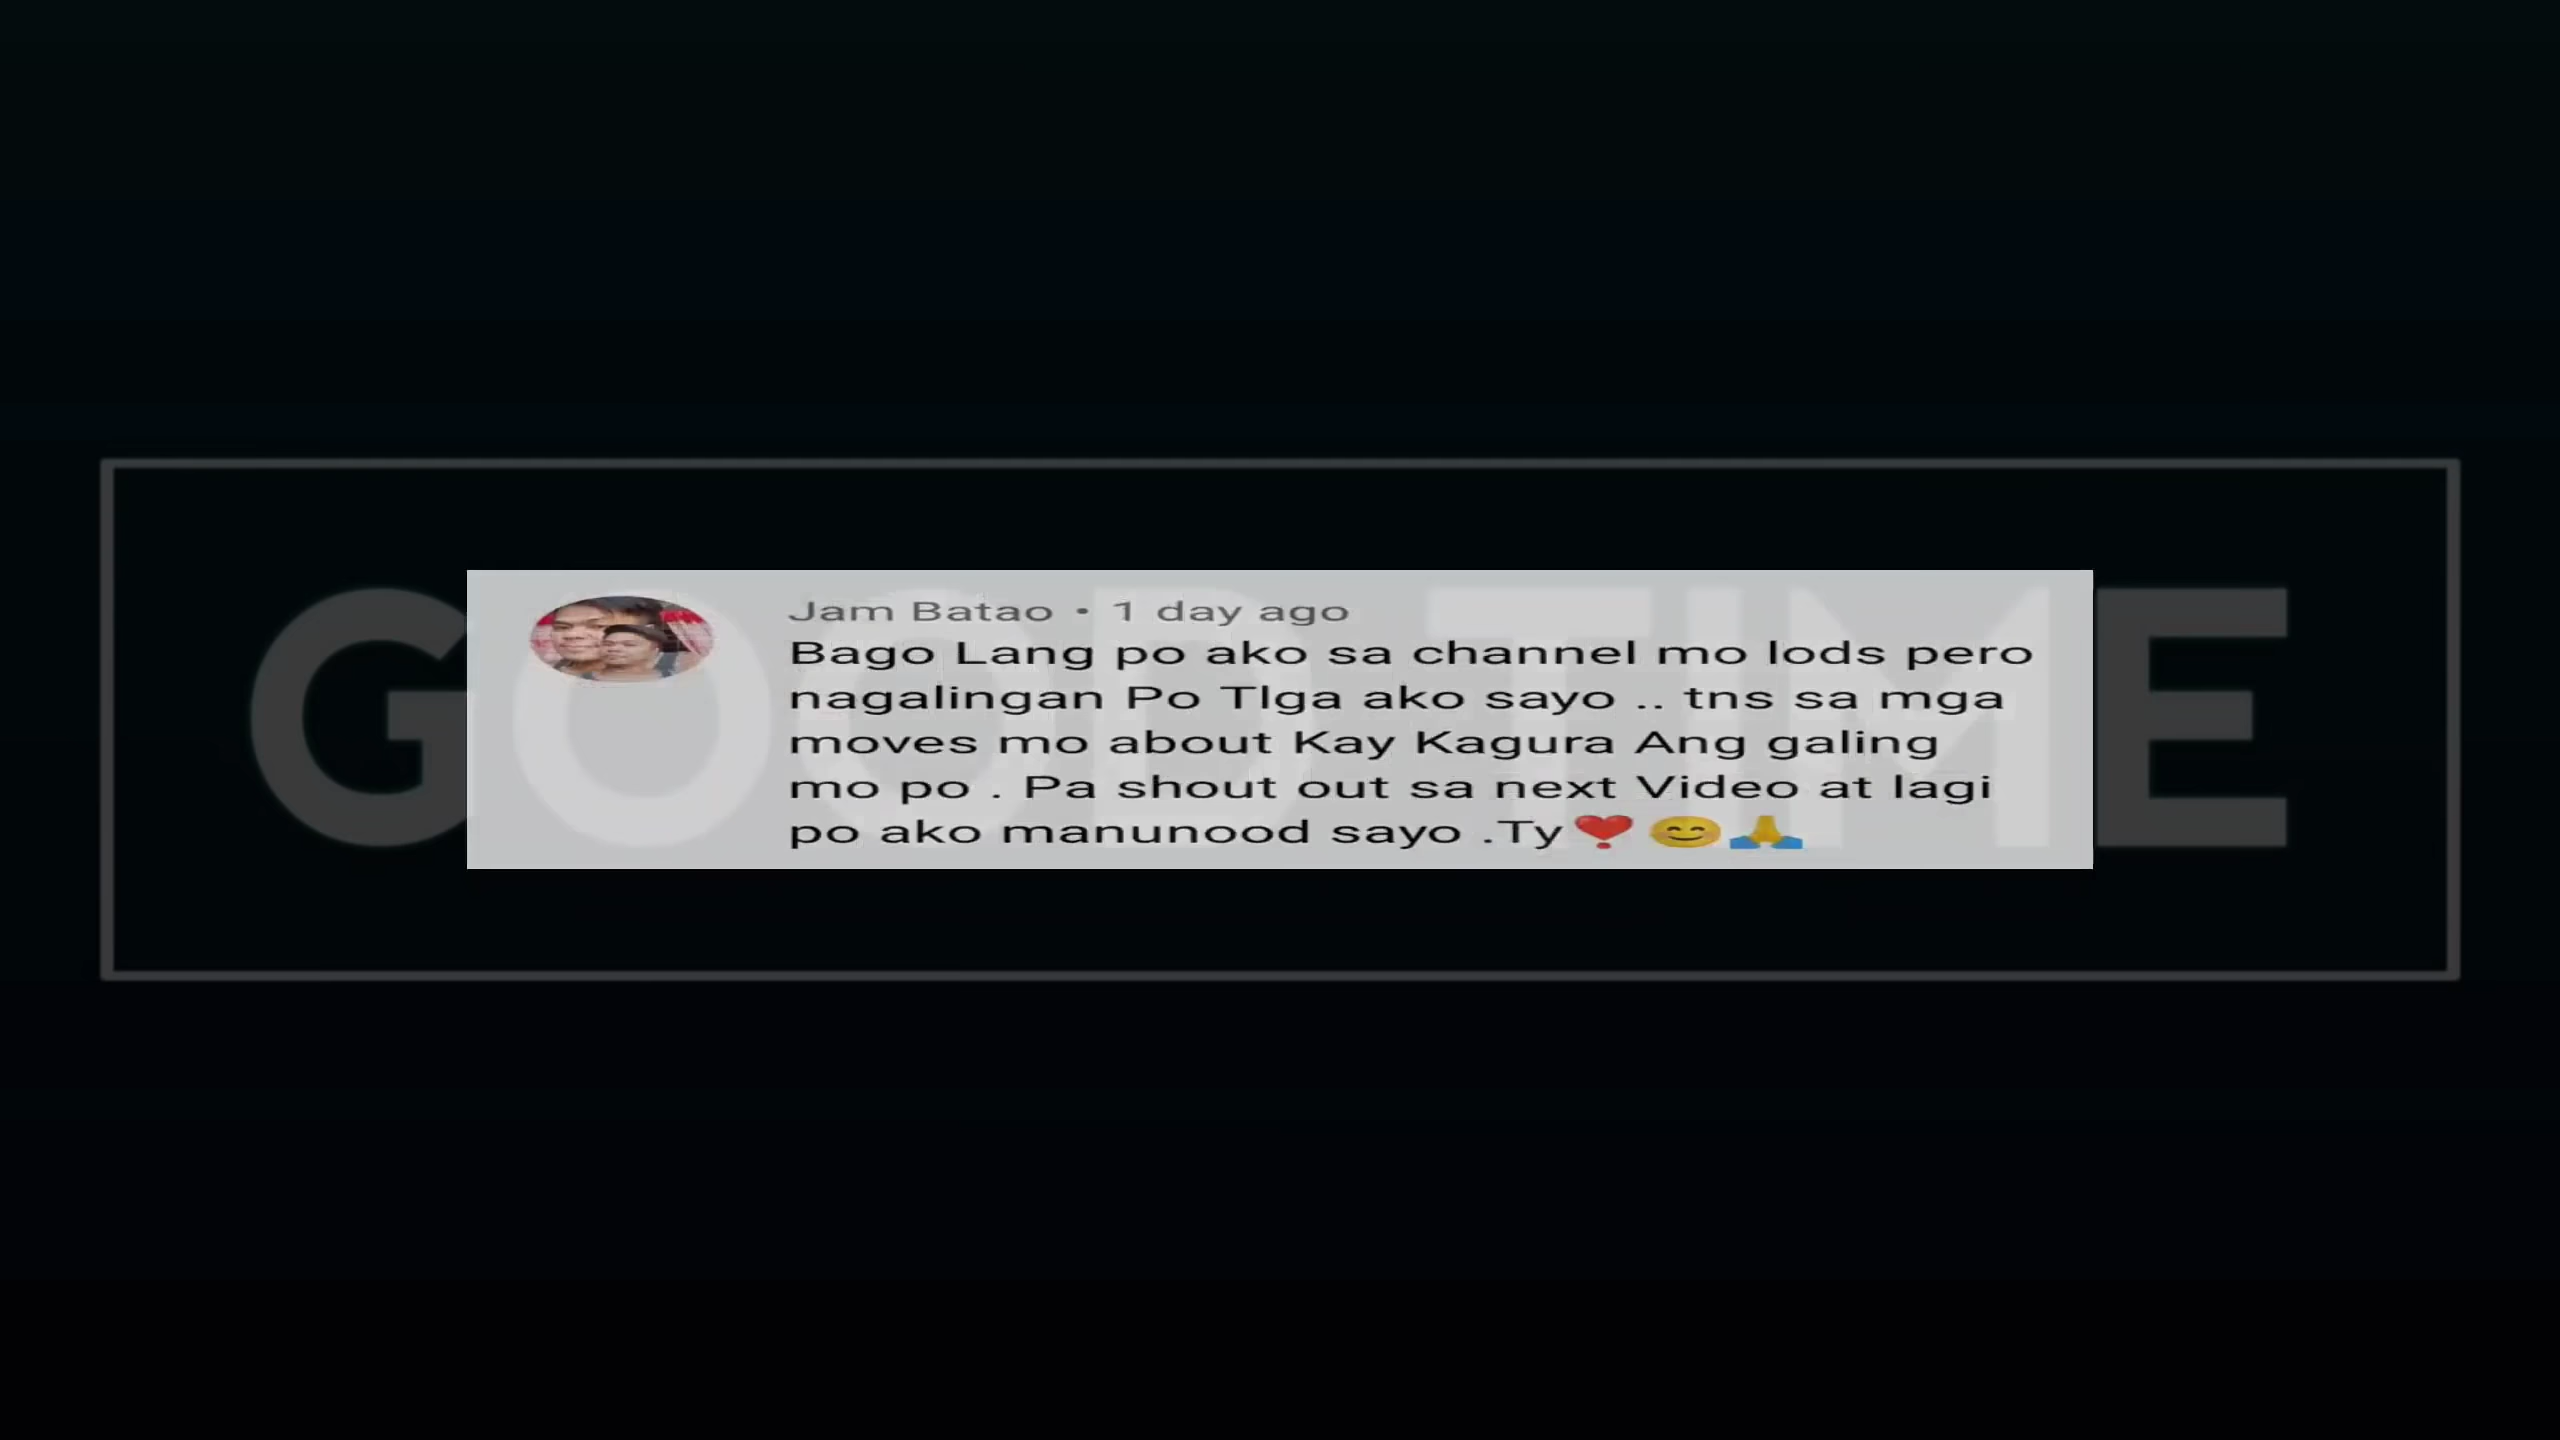 GOOD TIME
Jam Batao • 1 day ago
Bago Lang po ako sa channel mo lods pero
nagalingan Po Tlga ako sayo .. tns sa mga
moves mo about Kay Kagura Ang galing
mo po . Pa shout out sa next Video at lagi
po ako manunood sayo .Ty❣️😊🙏